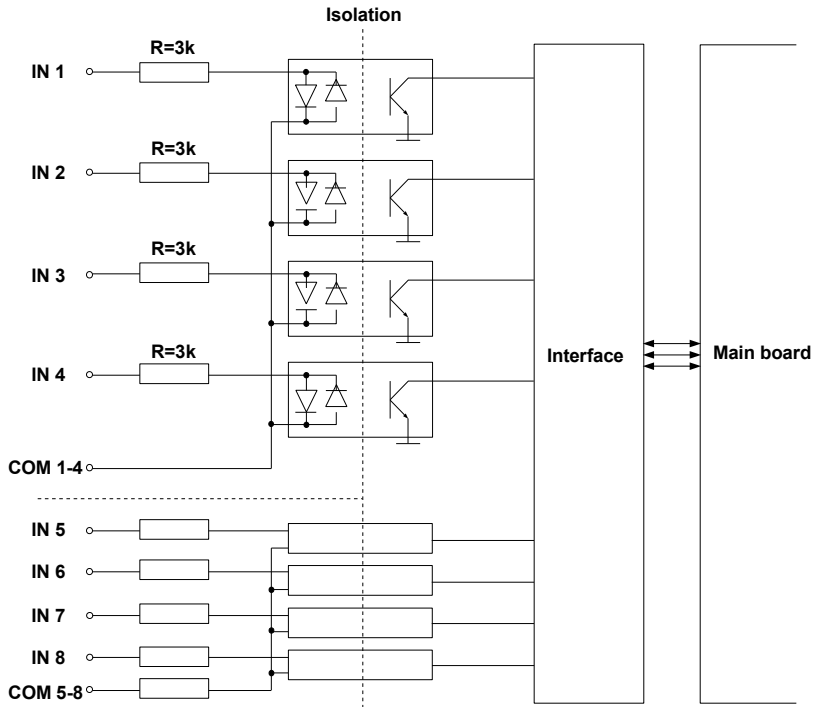 Isolation
R=3k
IN 1
R=3k
IN 2
R=3k
IN 3
R=3k
IN 4
Interface
Main board
COM 1-4
IN 5
IN 6
IN 7
IN 8
COM 5-8